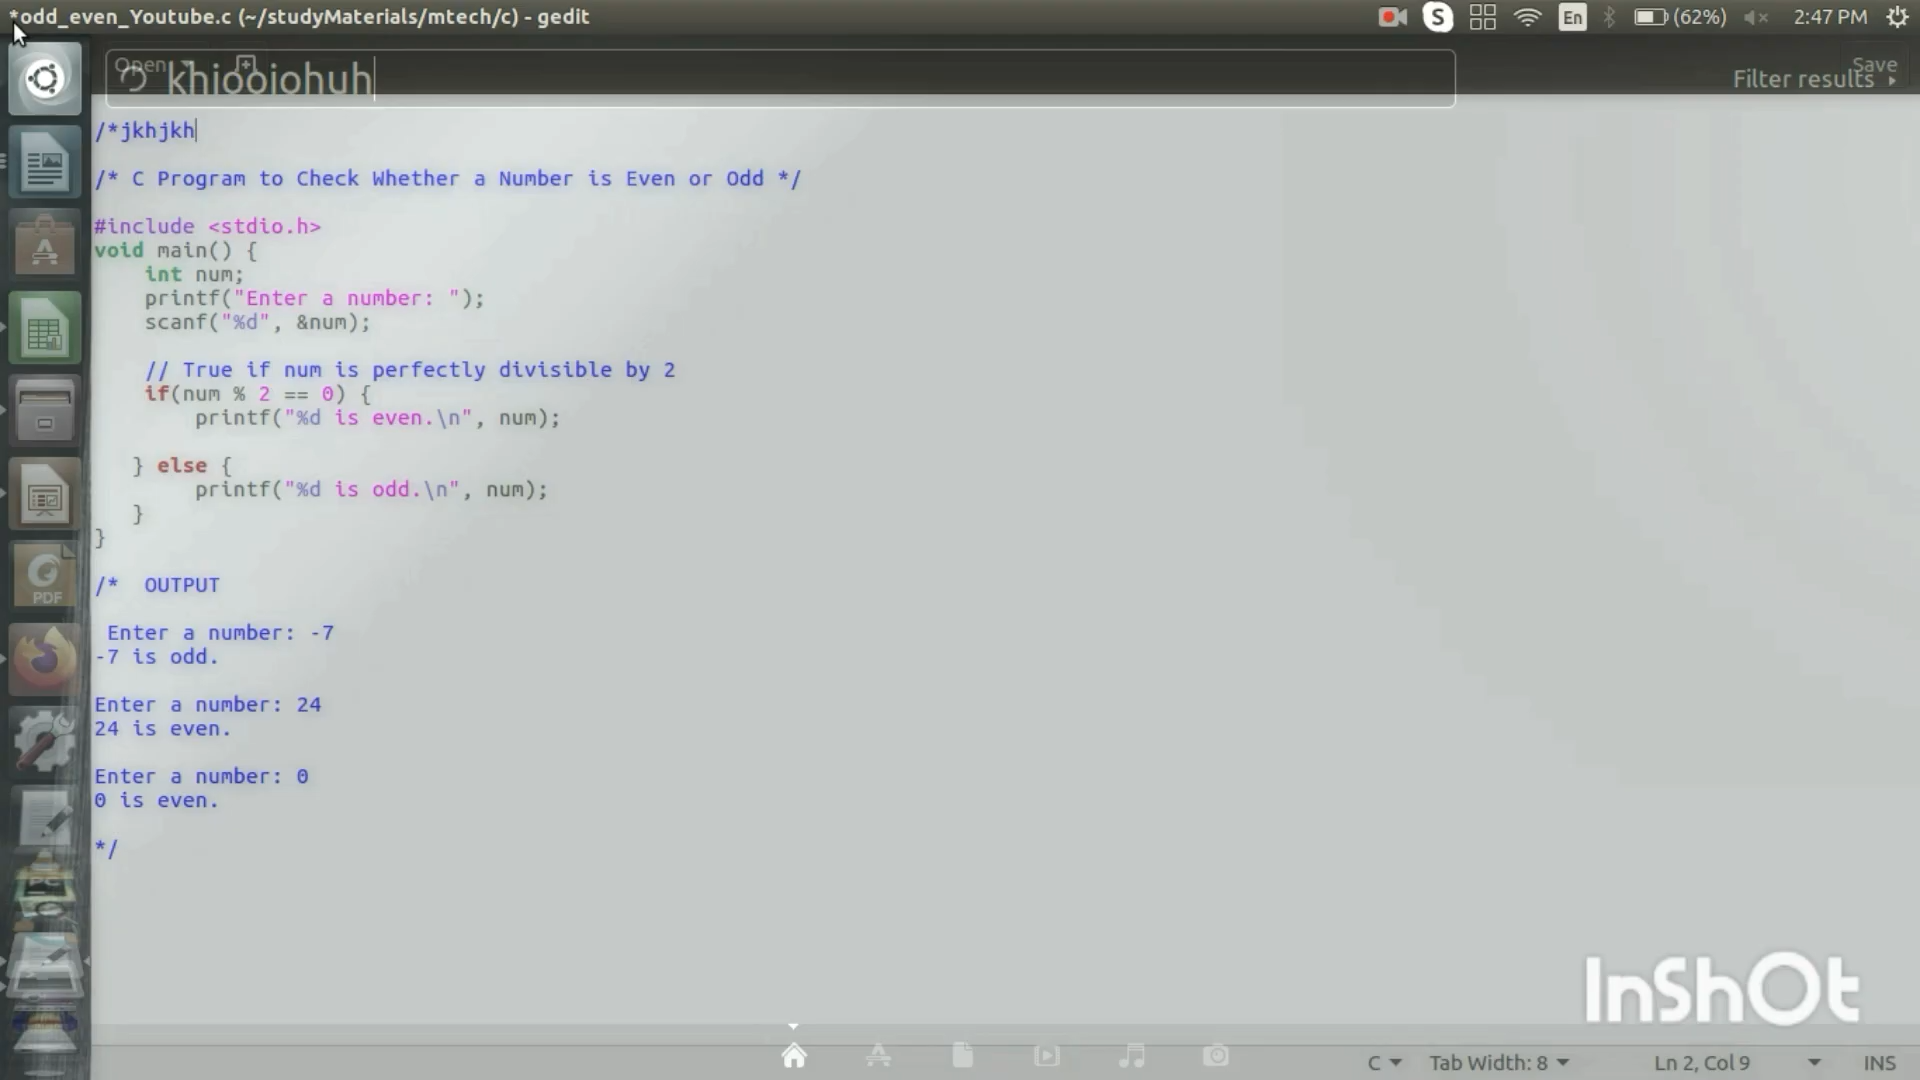 *odd_even_Youtube.c (~/studyMaterials/mtech/c) - gedit
S
En
(62%)
2:47 PM
Open
khiooiohuh
Save
Filter results
/*jkhjkh
/* C Program to Check Whether a Number is Even or Odd */
#include <stdio.h>
void main() {
int num;
printf("Enter a number: ");
scanf("%d", &num);
// True if num is perfectly divisible by 2
if(num % 2 == 0) {
printf("%d is even.\n", num);
} else {
printf("%d is odd.\n", num);
}
}
/*  OUTPUT
Enter a number: -7
-7 is odd.
Enter a number: 24
24 is even.
Enter a number: 0
0 is even.
*/
PDF
PC
InShOt
C
Tab Width: 8
Ln 2, Col 9
INS